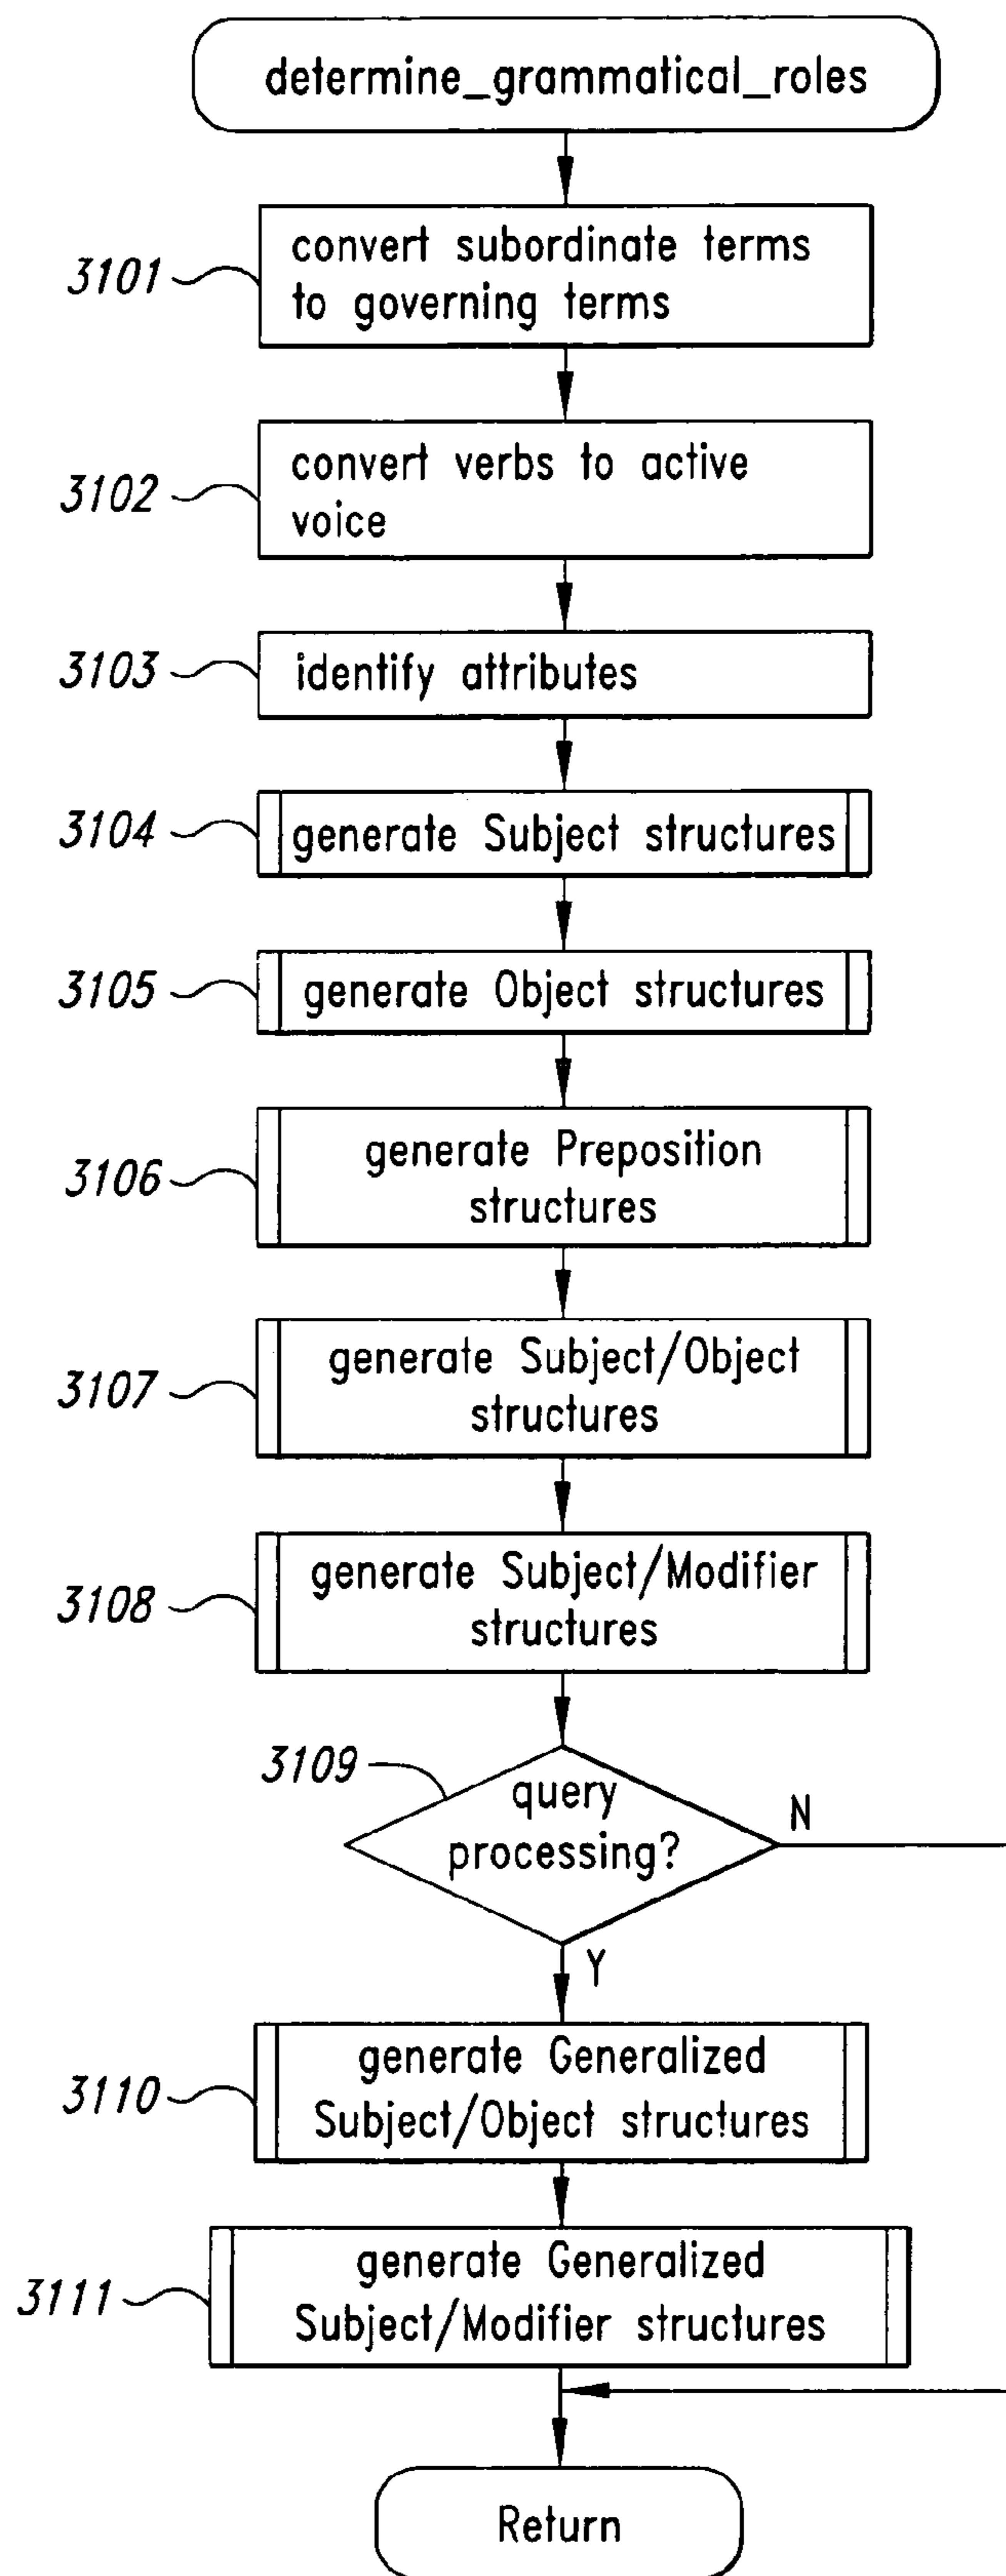 determine_grammatical_roles
3101
convert subordinate terms
to governing terms
3102
convert verbs to active
voice
3103
identify attributes
3104
generate Subject structures
3105
generate Object structures
3106
generate Preposition
structures
3107
generate Subject/Object
structures
3108
generate Subject/Modifier
structures
3109
query
processing?
N
Y
3110
generate Generalized
Subject/Object structures
3111
generate Generalized
Subject/Modifier structures
Return